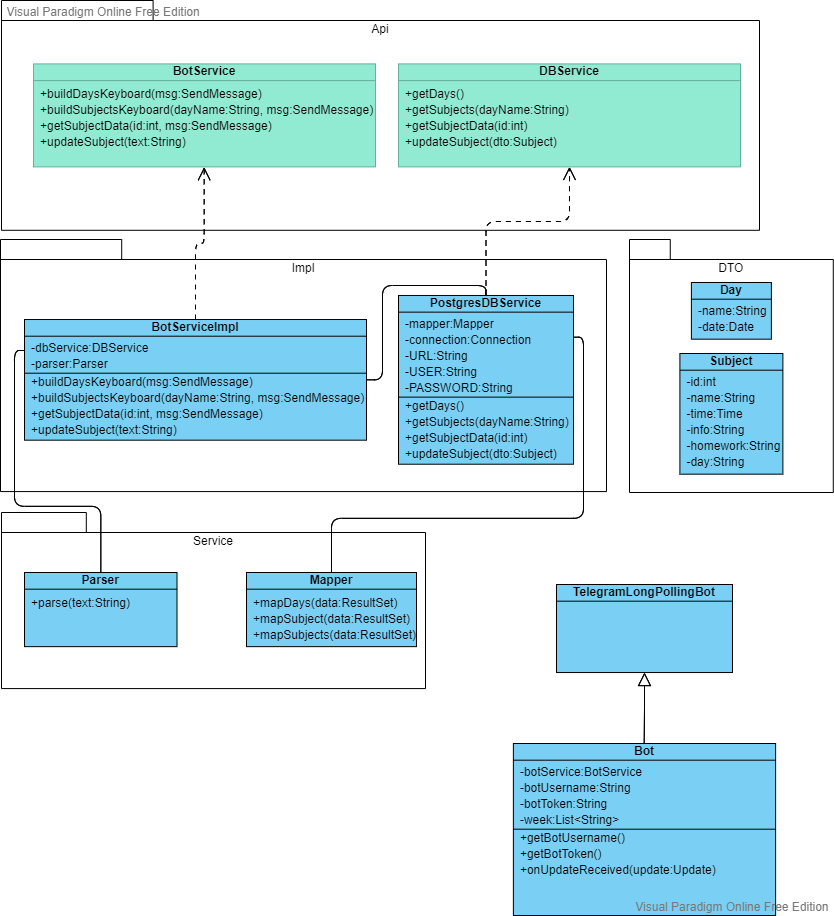 Visual Paradigm Online Free Edition
Api
BotService
+buildDaysKeyboard(msg:SendMessage)
+buildSubjectsKeyboard(dayName:String, msg:SendMessage)
+getSubjectData(id:int, msg:SendMessage)
+updateSubject(text:String)
DBService
+getDays()
+getSubjects(dayName:String)
+getSubjectData(id:int)
+updateSubject(dto:Subject)
Impl
BotServiceImpl
-dbService:DBService
-parser:Parser
+buildDaysKeyboard(msg:SendMessage)
+buildSubjectsKeyboard(dayName:String, msg:SendMessage)
+getSubjectData(id:int, msg:SendMessage)
+updateSubject(text:String)
PostgresDBService
-mapper:Mapper
-connection:Connection
-URL:String
-USER:String
-PASSWORD:String
+getDays()
+getSubjects(dayName:String)
+getSubjectData(id:int)
+updateSubject(dto:Subject)
DTO
Day
-name:String
-date:Date
Subject
-id:int
-name:String
-time:Time
-info:String
-homework:String
-day:String
Service
Parser
+parse(text:String)
Mapper
+mapDays(data:ResultSet)
+mapSubject(data:ResultSet)
+mapSubjects(data:ResultSet)
TelegramLongPollingBot
Bot
-botService:BotService
-botUsername:String
-botToken:String
-week:List<String>
+getBotUsername()
+getBotToken()
+onUpdateReceived(update:Update)
Visual Paradigm Online Free Edition